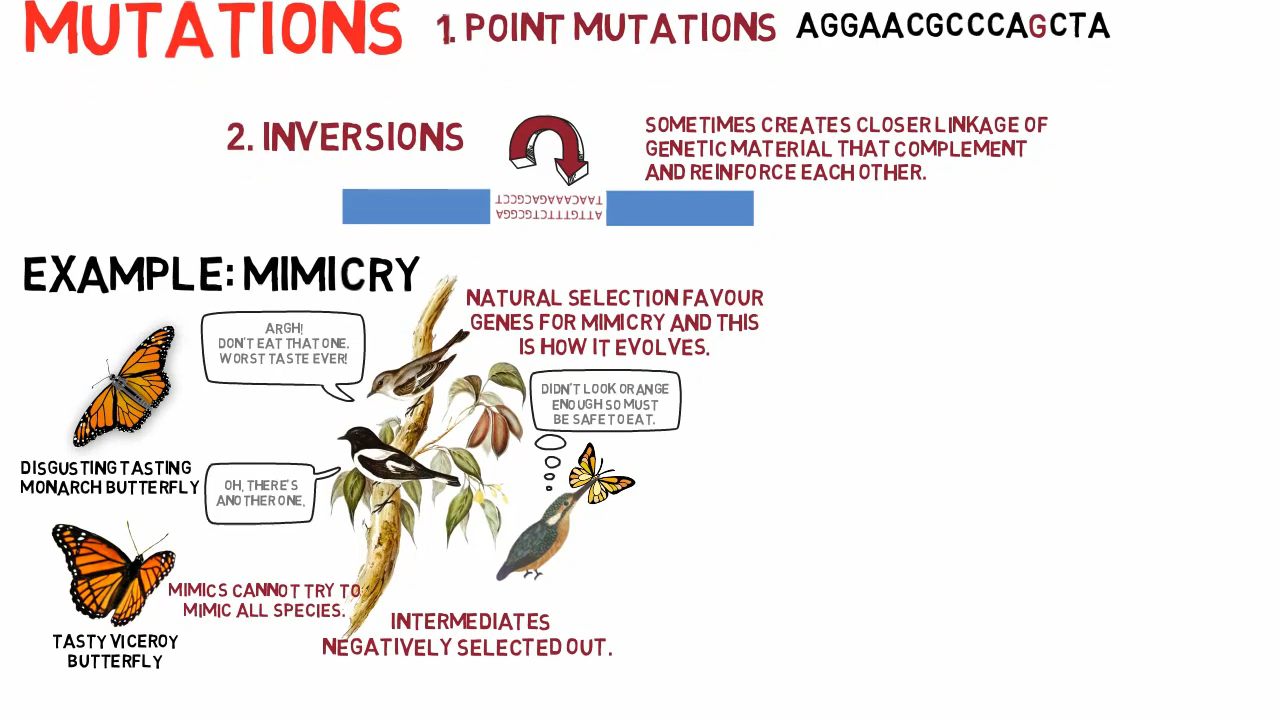 MUTATIONS
1. POINT MUTATIONS
AGGAACGCCCAGCTA
2. INVERSIONS
SOMETIMES CREATES CLOSER LINKAGE OF
GENETIC MATERIAL THAT COMPLEMENT
AND REINFORCE EACH OTHER.
ATTGTTTCTGCGGA
TAACAAAGACGCCT
EXAMPLE: MIMICRY
NATURAL SELECTION FAVOUR
GENES FOR MIMICRY AND THIS
IS HOW IT EVOLVES.
ARGH!
DON'T EAT THAT ONE.
WORST TASTE EVER!
DIDN'T LOOK ORANGE
ENOUGH SO MUST
BE SAFE TO EAT.
DISGUSTING TASTING
MONARCH BUTTERFLY
OH, THERE'S
ANOTHER ONE.
MIMICS CANNOT TRY TO
MIMIC ALL SPECIES.
INTERMEDIATES
NEGATIVELY SELECTED OUT.
TASTY VICEROY
BUTTERFLY